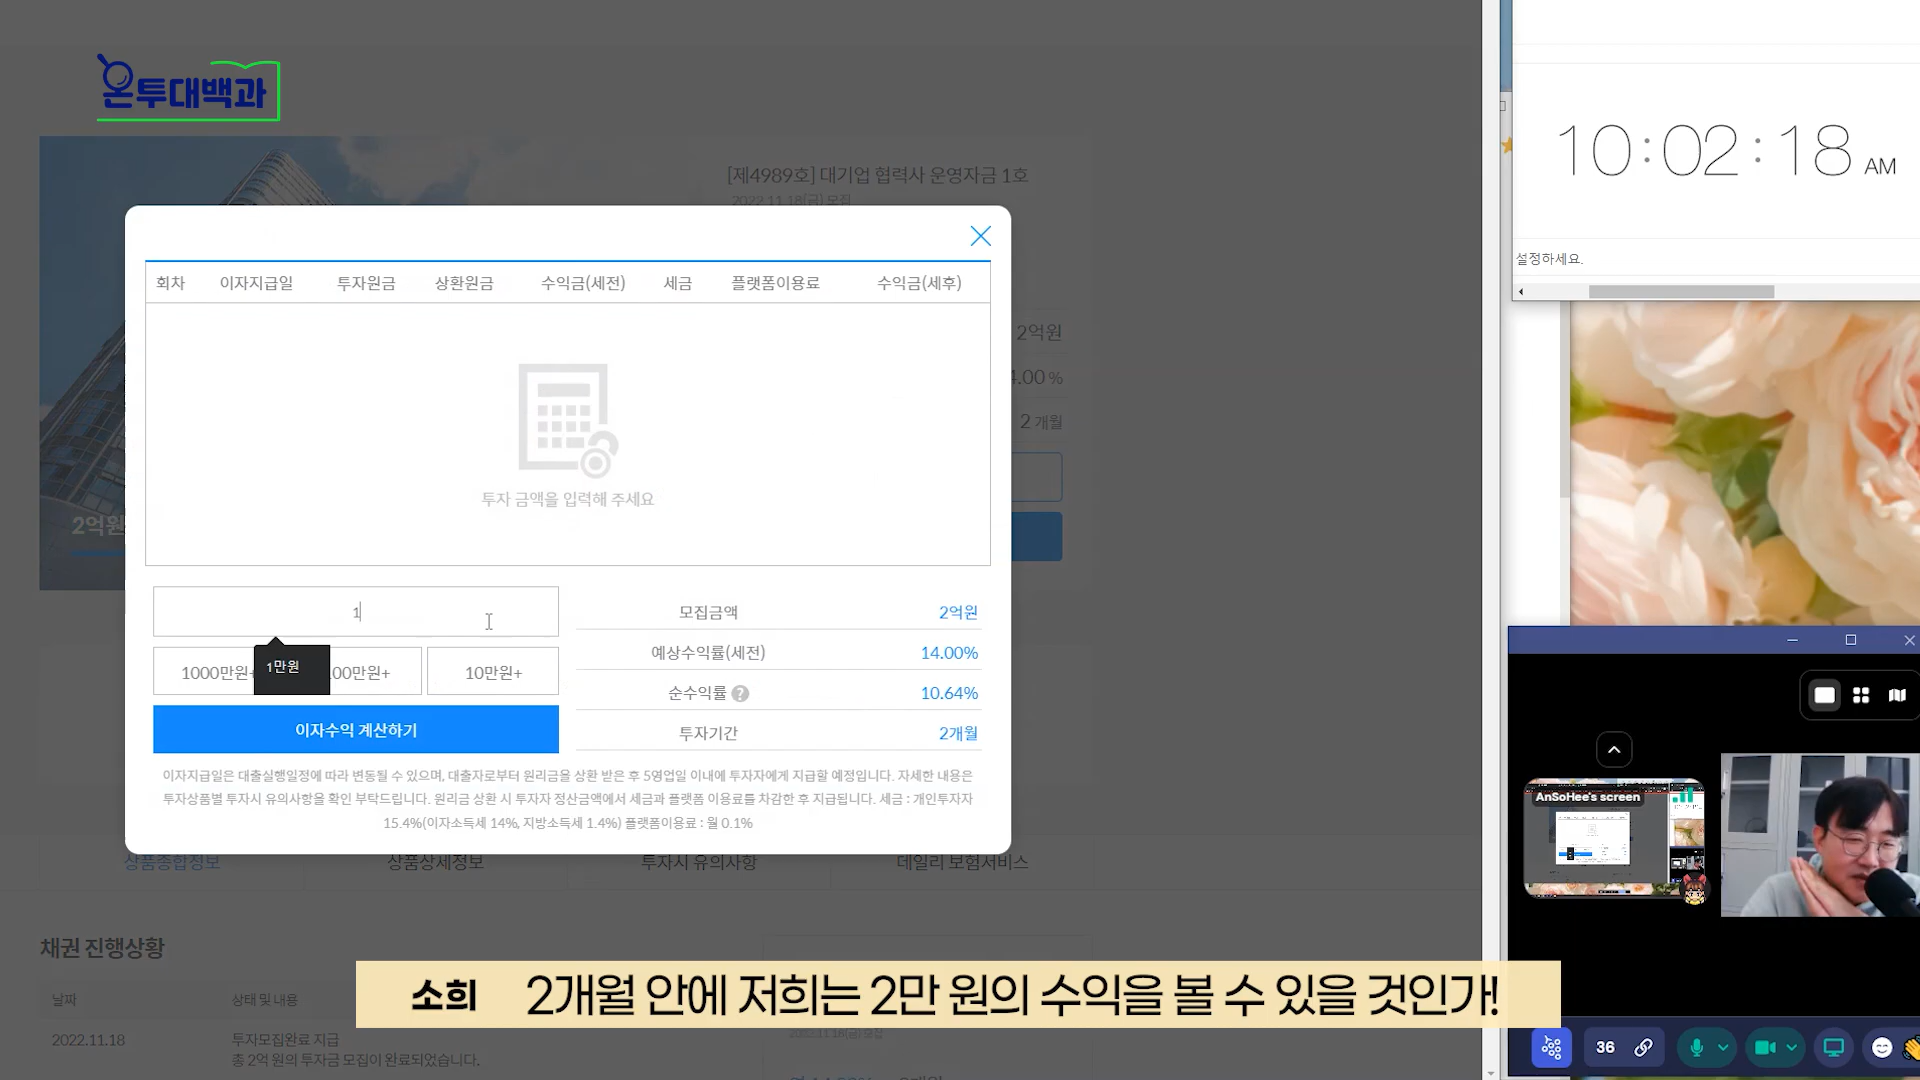 온투대백과
10:02:18 AM
[제4989호] 대기업 협력사 운영자금 1호
2022.11.18(금) 모집
설정하세요.
회차 이자지급일 투자원금 상환원금 수익금(세전) 세금 플랫폼이용료 수익금(세후)
2억원
4.00 %
2 개월
투자 금액을 입력해 주세요
2억원
1
모집금액 2억원
예상수익률(세전) 14.00%
1000만원+ 1만원 00만원+ 10만원+
순수익률 ? 10.64%
이자수익 계산하기
투자기간 2개월
이자지급일은 대출실행일정에 따라 변동될 수 있으며, 대출자로부터 원리금을 상환 받은 후 5영업일 이내에 투자자에게 지급할 예정입니다. 자세한 내용은
투자상품별 투자시 유의사항을 확인 부탁드립니다. 원리금 상환 시 투자자 정산금액에서 세금과 플랫폼 이용료를 차감한 후 지급됩니다. 세금 : 개인투자자
15.4%(이자소득세 14%, 지방소득세 1.4%) 플랫폼이용료 : 월 0.1%
AnSoHee's screen
상품종합정보 상품상세정보 투자시 유의사항 데일리 보험서비스
채권 진행상황
날짜 상태 및 내용
소희 2개월 안에 저희는 2만 원의 수익을 볼 수 있을 것인가!
2022.11.18 투자모집완료 지급
총 2억 원의 투자금 모집이 완료되었습니다.
2022.11.18(금) 모집
36